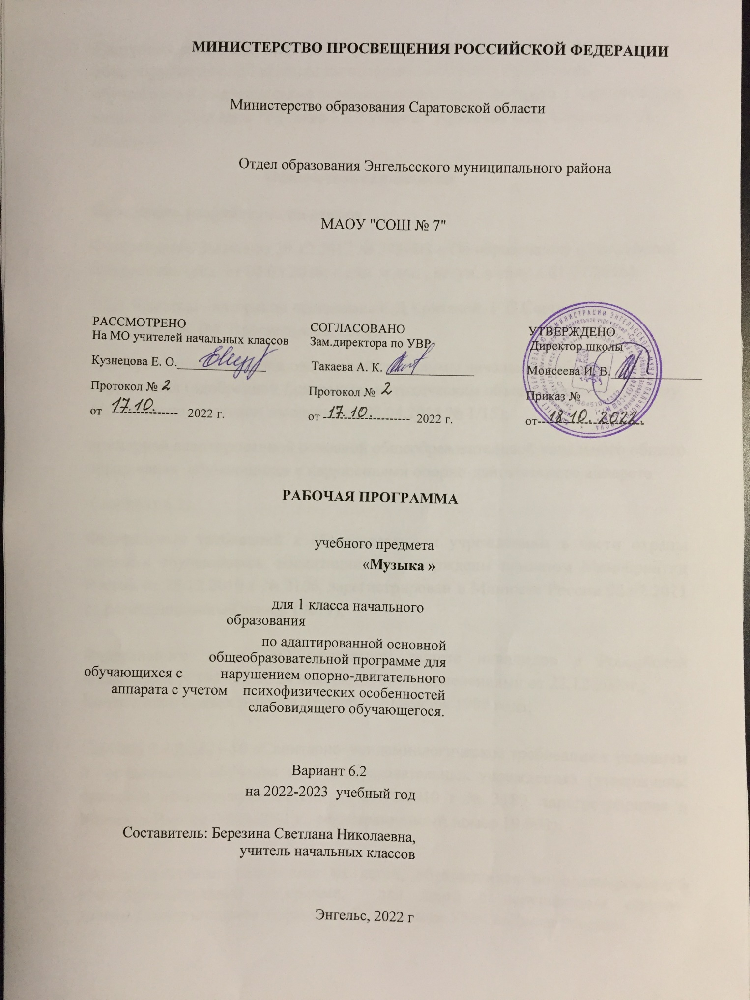 МИНИСТЕРСТВО ПРОСВЕЩЕНИЯ РОССИЙСКОЙ ФЕДЕРАЦИИ
Министерство образования Саратовской области
Отдел образования Энгельсского муниципального района
МАОУ "СОШ № 7"
РАССМОТРЕНО
На МО учителей начальных классов
Кузнецова Е. О.
Протокол № 2
от 17.10. 2022 г.
СОГЛАСОВАНО
Зам.директора по УВР
Такаева А. К.
Протокол № 2
от 17.10. 2022 г.
УТВЕРЖДЕНО
Директор школы
Моисеева И. В.
Приказ №
от 18.10.2022.
РАБОЧАЯ ПРОГРАММА
учебного предмета
«Музыка »
для 1 класса начального
образования
по адаптированной основной
общеобразовательной программе для
обучающихся с нарушением опорно-двигательного
аппарата с учетом психофизических особенностей
слабовидящего обучающегося.
Вариант 6.2
на 2022-2023 учебный год
Составитель: Березина Светлана Николаевна,
учитель начальных классов
Энгельс, 2022 г